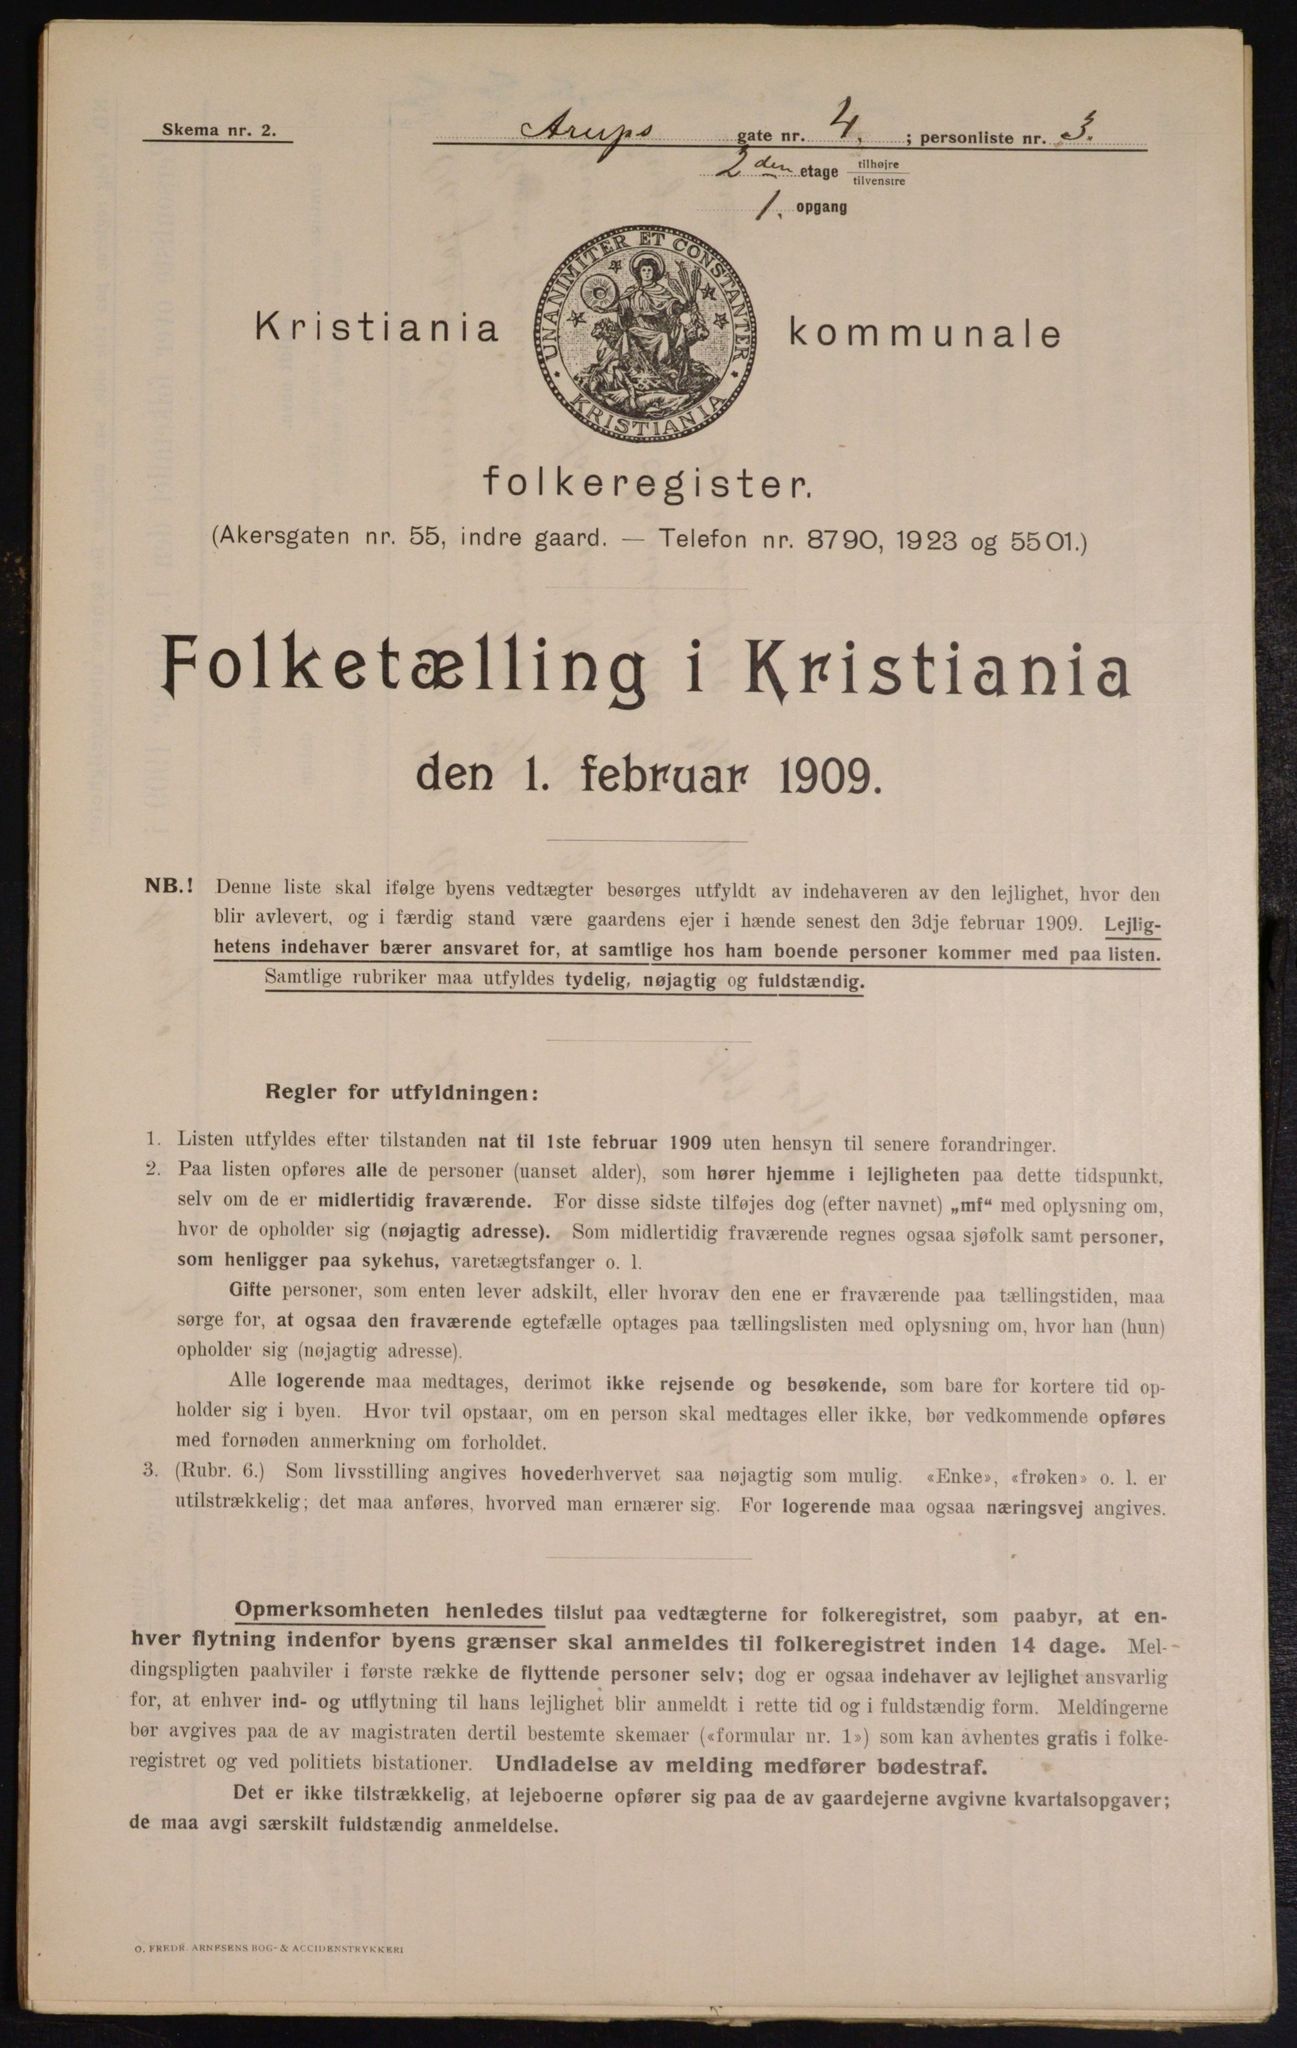 Skema nr. 2.
Arups gate nr. 4. ; personliste nr. 3.
2den etage tilhøjre
tilvenstre
1. opgang
UNANIMITER ET CONSTANTER
KRISTIANIA
Kristiania kommunale
folkeregister.
(Akersgaten nr. 55, indre gaard. — Telefon nr. 8790, 1923 og 5501.)
Folketælling i Kristiania
den 1. februar 1909.
NB.! Denne liste skal ifølge byens vedtægter besørges utfyldt av indehaveren av den lejlighet, hvor den
blir avlevert, og i færdig stand være gaardens ejer i hænde senest den 3dje februar 1909. Lejlig-
hetens indehaver bærer ansvaret for, at samtlige hos ham boende personer kommer med paa listen.
Samtlige rubriker maa utfyldes tydelig, nøjagtig og fuldstændig.
Regler for utfyldningen:
1. Listen utfyldes efter tilstanden nat til 1ste februar 1909 uten hensyn til senere forandringer.
2. Paa listen opføres alle de personer (uanset alder), som hører hjemme i lejligheten paa dette tidspunkt,
selv om de er midlertidig fraværende. For disse sidste tilføjes dog (efter navnet) „mf" med oplysning om,
hvor de opholder sig (nøjagtig adresse). Som midlertidig fraværende regnes ogsaa sjøfolk samt personer,
som henligger paa sykehus, varetægtsfanger o. l.
Gifte personer, som enten lever adskilt, eller hvorav den ene er fraværende paa tællingstiden, maa
sørge for, at ogsaa den fraværende egtefælle optages paa tællingslisten med oplysning om, hvor han (hun)
opholder sig (nøjagtig adresse).
Alle logerende maa medtages, derimot ikke rejsende og besøkende, som bare for kortere tid op-
holder sig i byen. Hvor tvil opstaar, om en person skal medtages eller ikke, bør vedkommende opføres
med fornøden anmerkning om forholdet.
3. (Rubr. 6.) Som livsstilling angives hovederhvervet saa nøjagtig som mulig. «Enke», «frøken» o. l. er
utilstrækkelig; det maa anføres, hvorved man ernærer sig. For logerende maa ogsaa næringsvej angives.
Opmerksomheten henledes tilslut paa vedtægterne for folkeregistret, som paabyr, at en-
hver flytning indenfor byens grænser skal anmeldes til folkeregistret inden 14 dage. Mel-
dingspligten paahviler i første række de flyttende personer selv; dog er ogsaa indehaver av lejlighet ansvarlig
for, at enhver ind- og utflytning til hans lejlighet blir anmeldt i rette tid og i fuldstændig form. Meldingerne
bør avgives paa de av magistraten dertil bestemte skemaer («formular nr. 1») som kan avhentes gratis i folke-
registret og ved politiets bistationer. Undladelse av melding medfører bødestraf.
Det er ikke tilstrækkelig, at lejeboerne opfører sig paa de av gaardejerne avgivne kvartalsopgaver;
de maa avgi særskilt fuldstændig anmeldelse.
O. FREDR. ARNESENS BOG- & ACCIDENSTRYKKERI